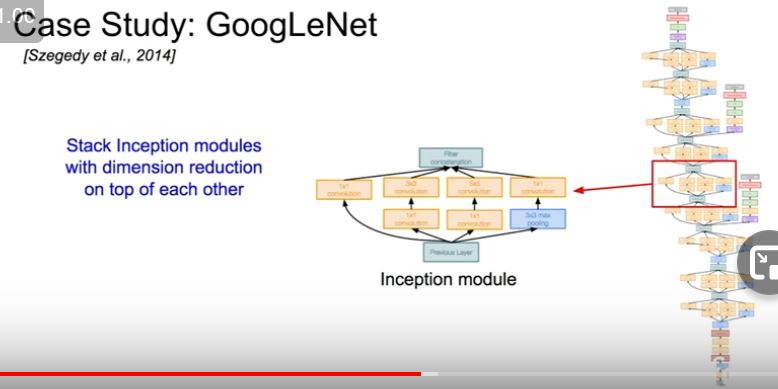 1.00
Case Study: GoogLeNet
[Szegedy et al., 2014]
Stack Inception modules
with dimension reduction
on top of each other
Filter
concatenation
1x1
convolution
3x3
convolution
5x5
convolution
1x1
convolution
1x1
convolution
1x1
convolution
3x3 max
pooling
Previous Layer
Inception module